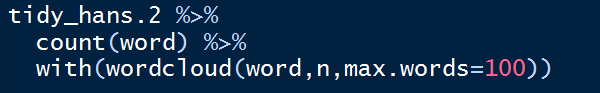 tidy_hans.2 %>%
count(word) %>%
with(wordcloud(word,n,max.words=100))